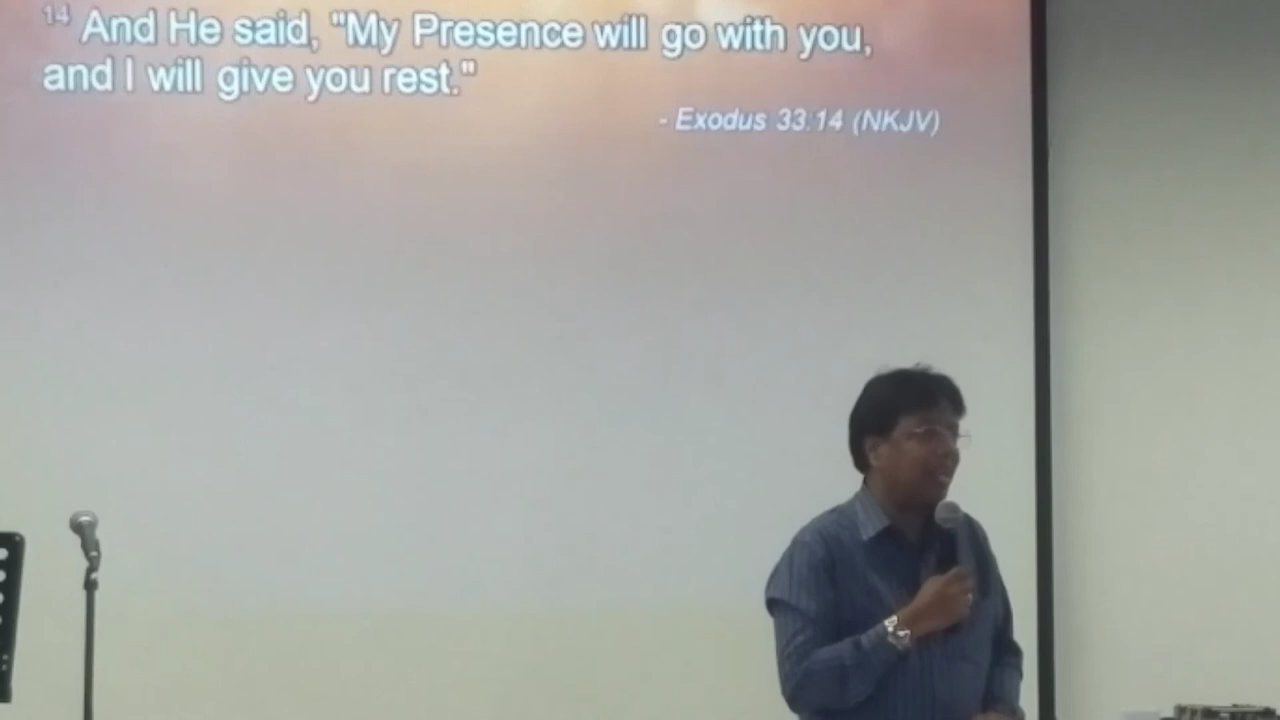 14 And He said, "My Presence will go with you,
and I will give you rest."
- Exodus 33:14 (NKJV)